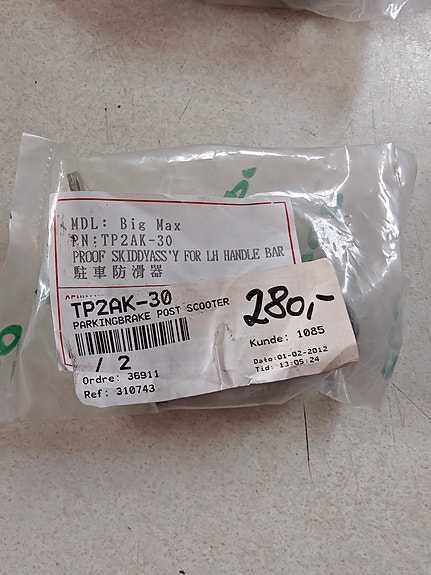 MDL: Big Max
PN:TP2AK-30
PROOF SKIDDYASS'Y FOR LH HANDLE BAR
駐車防滑器
TP2AK-30
PARKINGBRAKE POST SCOOTER
280,-
/ 2
Kunde: 1085
Ordre: 36911
Dato:01-02-2012
Ref: 310743
Tid: 13:05:24